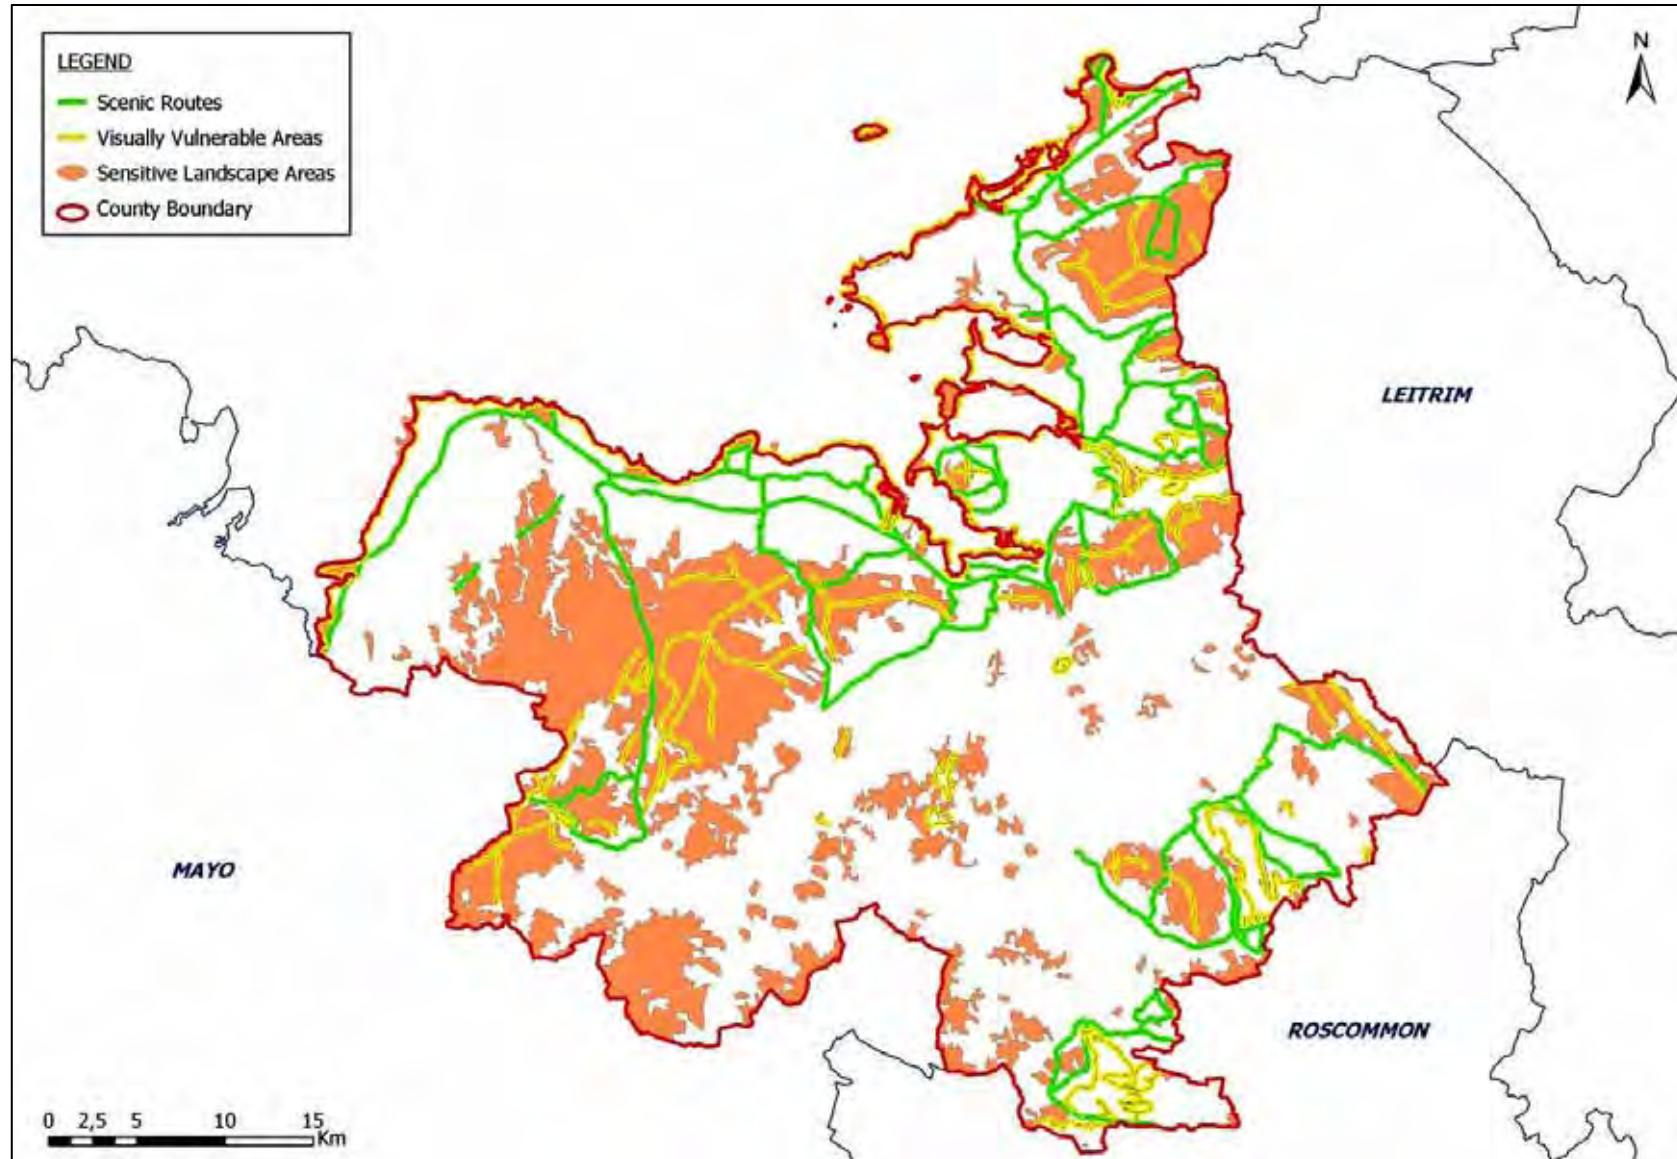 LEGEND
Scenic Routes
Visually Vulnerable Areas
Sensitive Landscape Areas
County Boundary
N
LEITRIM
MAYO
ROSCOMMON
0 2,5 5 10 15
Km